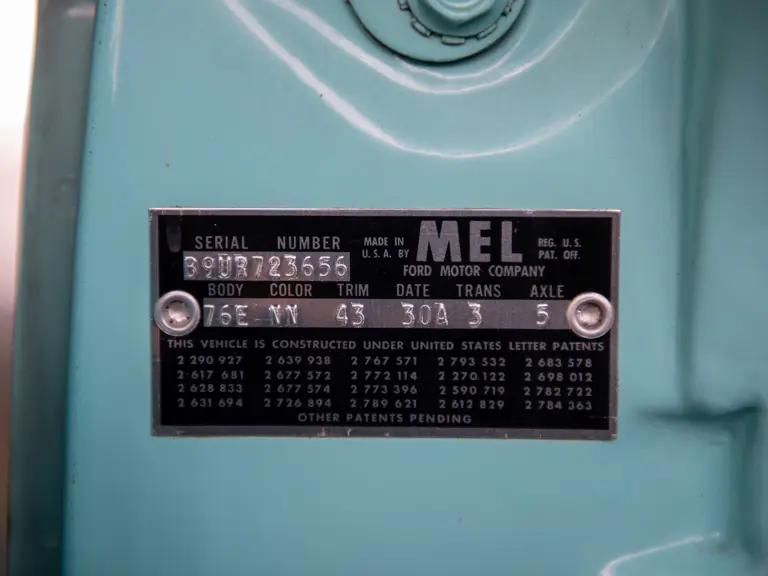 SERIAL NUMBER MADE IN U.S.A. BY MEL REG. U.S. PAT. OFF.
B9UR723656 FORD MOTOR COMPANY
BODY COLOR TRIM DATE TRANS AXLE
76E NN 43 30A 3 5
THIS VEHICLE IS CONSTRUCTED UNDER UNITED STATES LETTER PATENTS
2 290 927 2 639 938 2 767 571 2 793 532 2 683 578
2 617 681 2 677 572 2 772 114 2 270 122 2 698 012
2 628 833 2 677 574 2 773 396 2 590 719 2 782 722
2 631 694 2 726 894 2 789 621 2 612 829 2 784 363
OTHER PATENTS PENDING